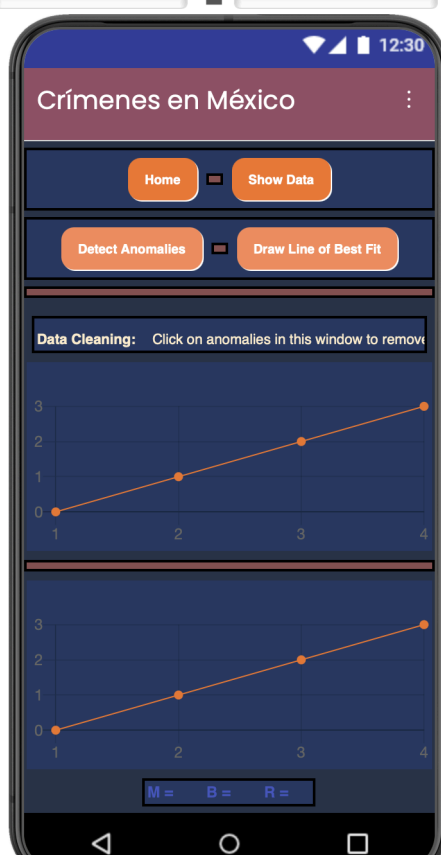 12:30
Crímenes en México
Home Show Data
Detect Anomalies Draw Line of Best Fit
Data Cleaning: Click on anomalies in this window to remove
3
2
1
0
1 2 3 4
3
2
1
0
1 2 3 4
M = B = R =